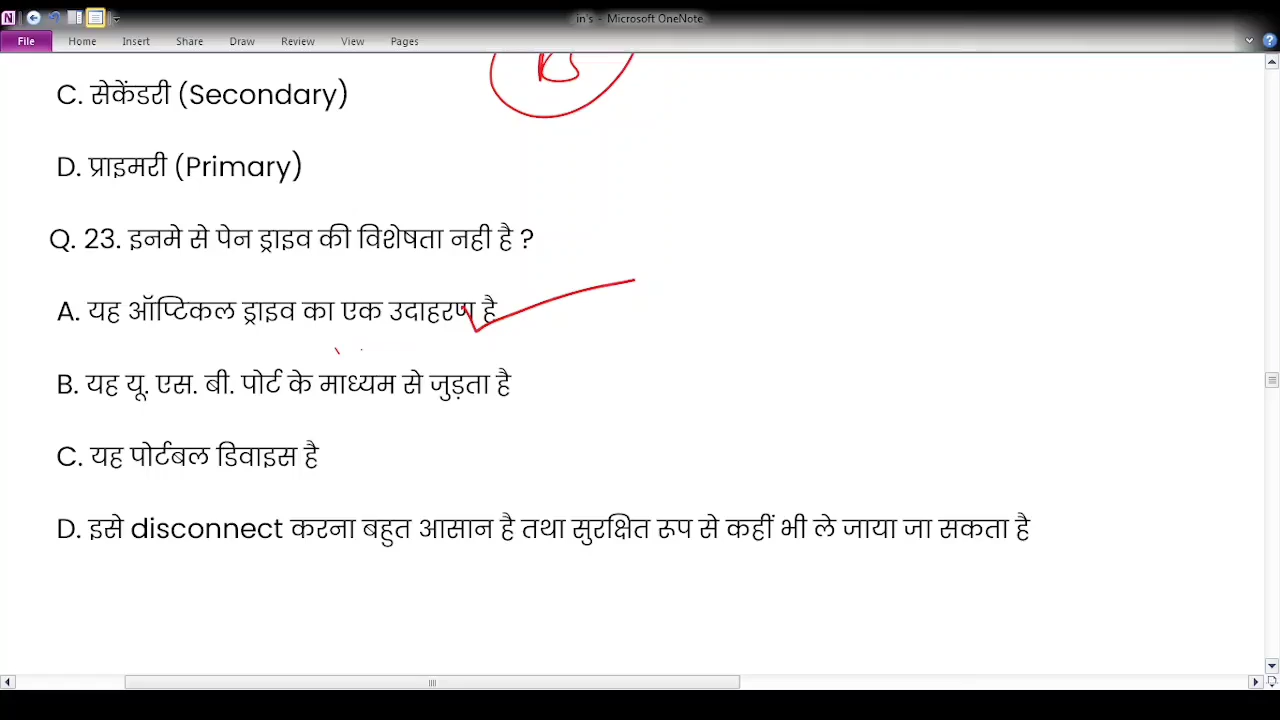 in's - Microsoft OneNote
File Home Insert Share Draw Review View Pages
B
C. सेकेंडरी (Secondary)
D. प्राइमरी (Primary)
Q. 23. इनमे से पेन ड्राइव की विशेषता नही है ?
A. यह ऑप्टिकल ड्राइव का एक उदाहरण है
B. यह यू. एस. बी. पोर्ट के माध्यम से जुड़ता है
C. यह पोर्टबल डिवाइस है
D. इसे disconnect करना बहुत आसान है तथा सुरक्षित रूप से कहीं भी ले जाया जा सकता है